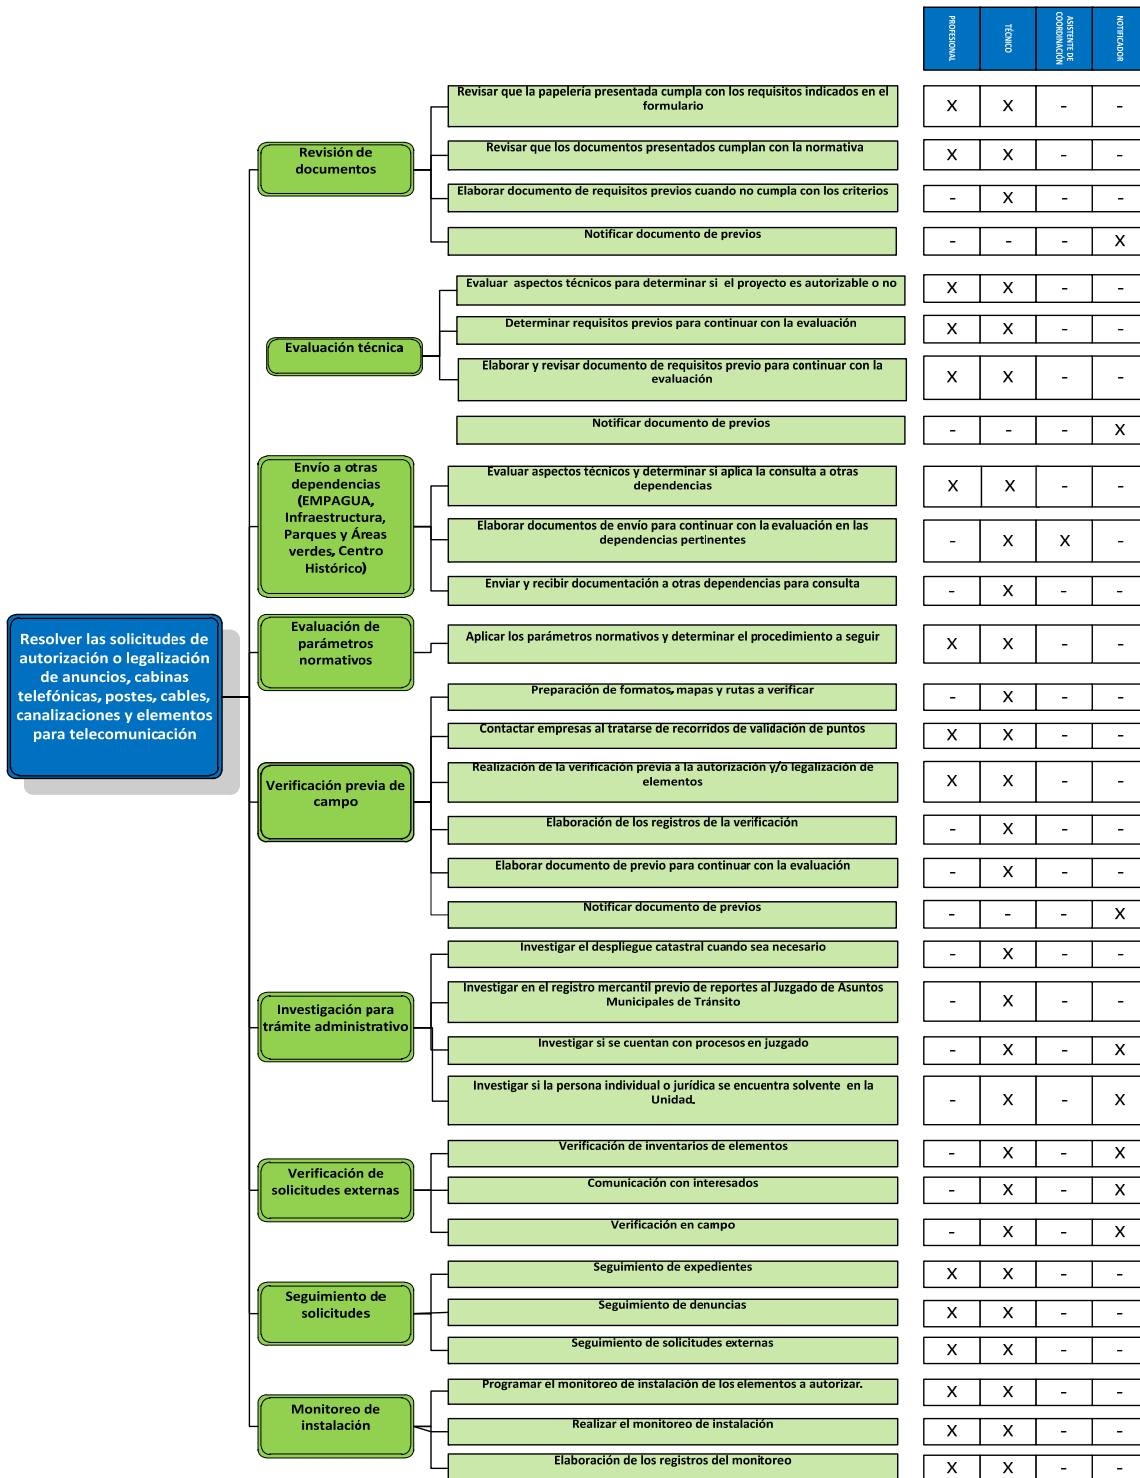 PROFESIONAL
TÉCNICO
ASISTENTE DE
COORDINACIÓN
NOTIFICADOR
Revisar que la papelería presentada cumpla con los requisitos indicados en el
formulario
X X - -
Revisión de
documentos
Revisar que los documentos presentados cumplan con la normativa
X X - -
Elaborar documento de requisitos previos cuando no cumpla con los criterios
- X - -
Notificar documento de previos
- - - X
Evaluar aspectos técnicos para determinar si el proyecto es autorizable o no
X X - -
Determinar requisitos previos para continuar con la evaluación
X X - -
Evaluación técnica
Elaborar y revisar documento de requisitos previo para continuar con la
evaluación
X X - -
Notificar documento de previos
- - - X
Envío a otras
dependencias
(EMPAGUA,
Infraestructura,
Parques y Áreas
verdes, Centro
Histórico)
Evaluar aspectos técnicos y determinar si aplica la consulta a otras
dependencias
X X - -
Elaborar documentos de envío para continuar con la evaluación en las
dependencias pertinentes
- X X -
Enviar y recibir documentación a otras dependencias para consulta
- X - -
Resolver las solicitudes de
autorización o legalización
de anuncios, cabinas
telefónicas, postes, cables,
canalizaciones y elementos
para telecomunicación
Evaluación de
parámetros
normativos
Aplicar los parámetros normativos y determinar el procedimiento a seguir
X X - -
Preparación de formatos, mapas y rutas a verificar
- X - -
Contactar empresas al tratarse de recorridos de validación de puntos
X X - -
Verificación previa de
campo
Realización de la verificación previa a la autorización y/o legalización de
elementos
X X - -
Elaboración de los registros de la verificación
- X - -
Elaborar documento de previo para continuar con la evaluación
- X - -
Notificar documento de previos
- - - X
Investigar el despliegue catastral cuando sea necesario
- X - -
Investigación para
trámite administrativo
Investigar en el registro mercantil previo de reportes al Juzgado de Asuntos
Municipales de Tránsito
- X - -
Investigar si se cuentan con procesos en juzgado
- X - X
Investigar si la persona individual o jurídica se encuentra solvente en la
Unidad.
- X - X
Verificación de inventarios de elementos
- X - X
Verificación de
solicitudes externas
Comunicación con interesados
- X - X
Verificación en campo
- X - X
Seguimiento de expedientes
X X - -
Seguimiento de
solicitudes
Seguimiento de denuncias
X X - -
Seguimiento de solicitudes externas
X X - -
Programar el monitoreo de instalación de los elementos a autorizar.
X X - -
Monitoreo de
instalación
Realizar el monitoreo de instalación
X X - -
Elaboración de los registros del monitoreo
X X - -